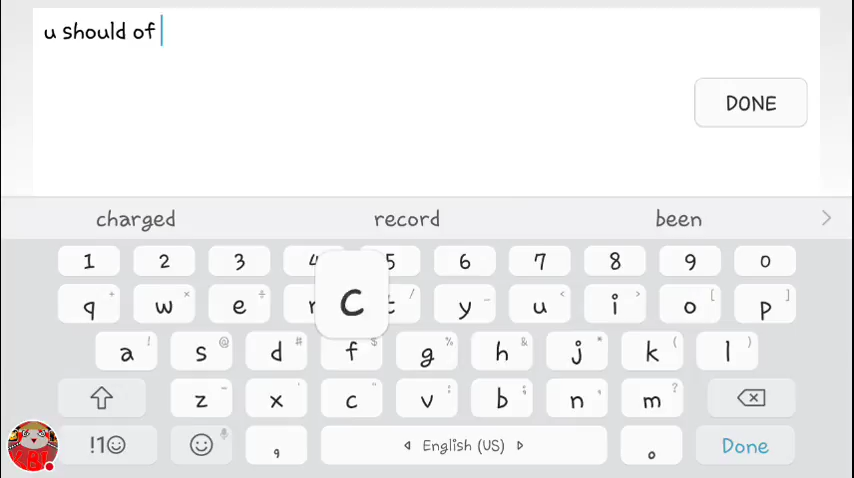 u should of
DONE
charged record been >
1 2 3 4 5 6 7 8 9 0
q + w × e ÷ r t / y _ u < i > o [ p ]
C
a ! s @ d # f $ g % h & j * k ( l )
z - x ' c " v : b ; n , m ?
!1☺ , English (US) . Done
KBT